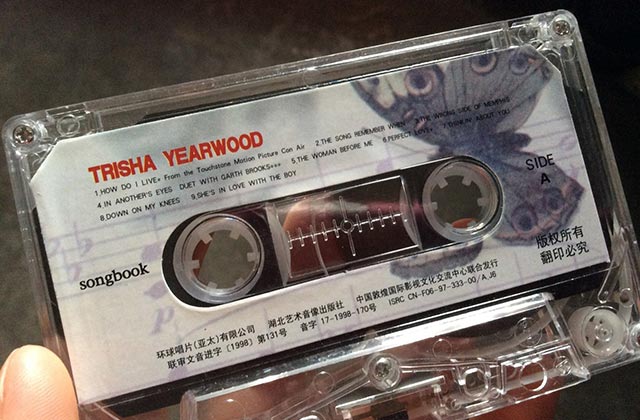 TRISHA YEARWOOD
1.HOW DO I LIVE* From the Touchstone Motion Picture Con Air 2.THE SONG REMEMBER WHEN 3.THE WRONG SIDE OF MEMPHIS
4.IN ANOTHER'S EYES DUET WITH GARTH BROOKS*** 5.THE WOMAN BEFORE ME 6.PERFECT LOVE* 7.THINKIN' ABOUT YOU
8.DOWN ON MY KNEES 9.SHE'S IN LOVE WITH THE BOY
SIDE
A
songbook
版权所有
翻印必究
环球唱片(亚太)有限公司 湖北艺术音像出版社 中国敦煌国际影视文化交流中心联合发行
联审文音进字〔1998〕第131号 音字17-1998-170号 ISRC CN-F06-97-333-00/A.J6